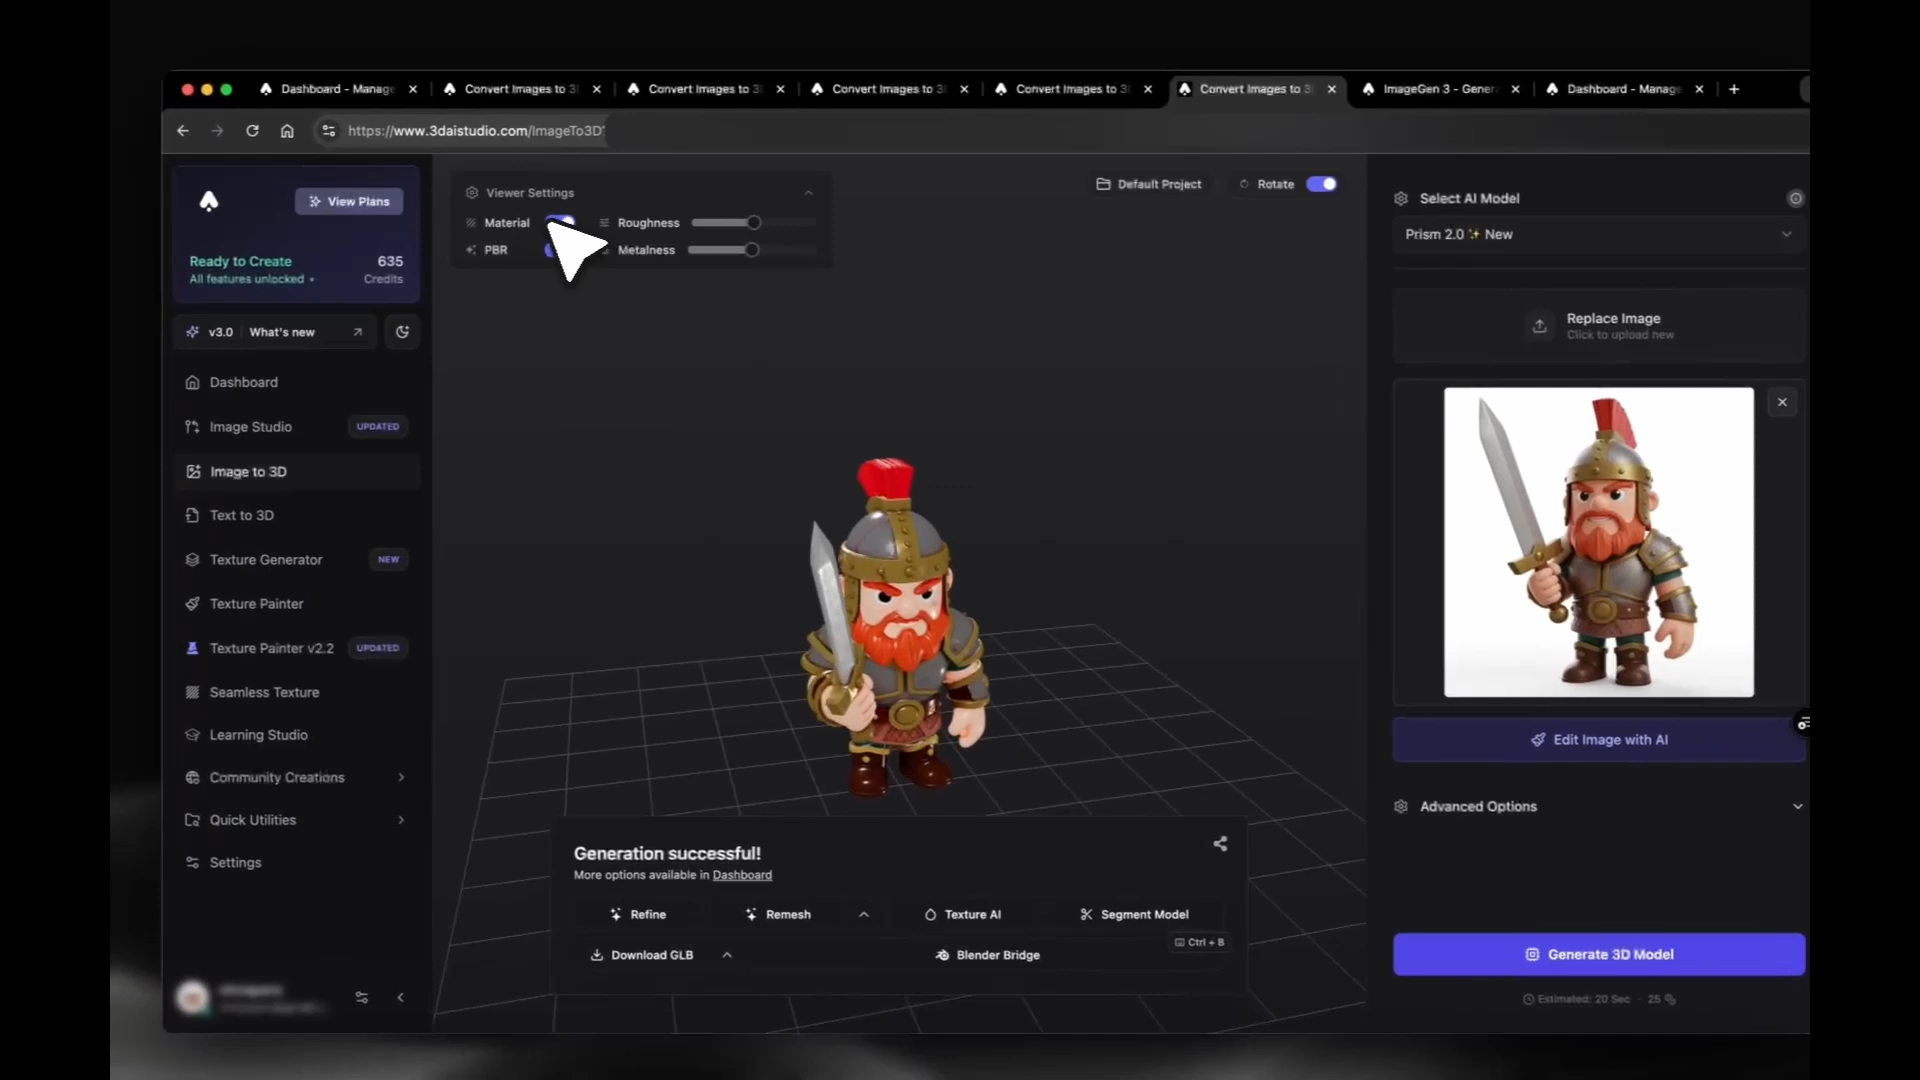 Dashboard - Manage
Convert Images to 3
Convert Images to 3
Convert Images to 3
Convert Images to 3
Convert Images to 3
ImageGen 3 - Gener
Dashboard - Manage
https://www.3daistudio.com/ImageTo3D
View Plans
Ready to Create
635
All features unlocked
Credits
v3.0
What's new
Dashboard
Image Studio
UPDATED
Image to 3D
Text to 3D
Texture Generator
NEW
Texture Painter
Texture Painter v2.2
UPDATED
Seamless Texture
Learning Studio
Community Creations
Quick Utilities
Settings
Viewer Settings
Material
Roughness
PBR
Metalness
Default Project
Rotate
Generation successful!
More options available in Dashboard
Refine
Remesh
Texture AI
Segment Model
Download GLB
Blender Bridge
Ctrl + B
Select AI Model
Prism 2.0 ✨ New
Replace Image
Click to upload new
Edit Image with AI
Advanced Options
Generate 3D Model
Estimated: 20 Sec · 25